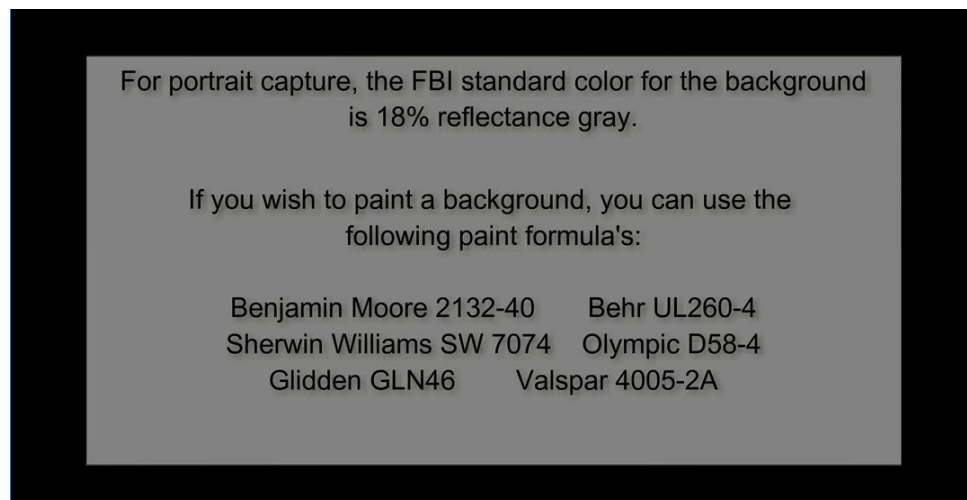 For portrait capture, the FBI standard color for the background
is 18% reflectance gray.
If you wish to paint a background, you can use the
following paint formula's:
Benjamin Moore 2132-40 Behr UL260-4
Sherwin Williams SW 7074 Olympic D58-4
Glidden GLN46 Valspar 4005-2A